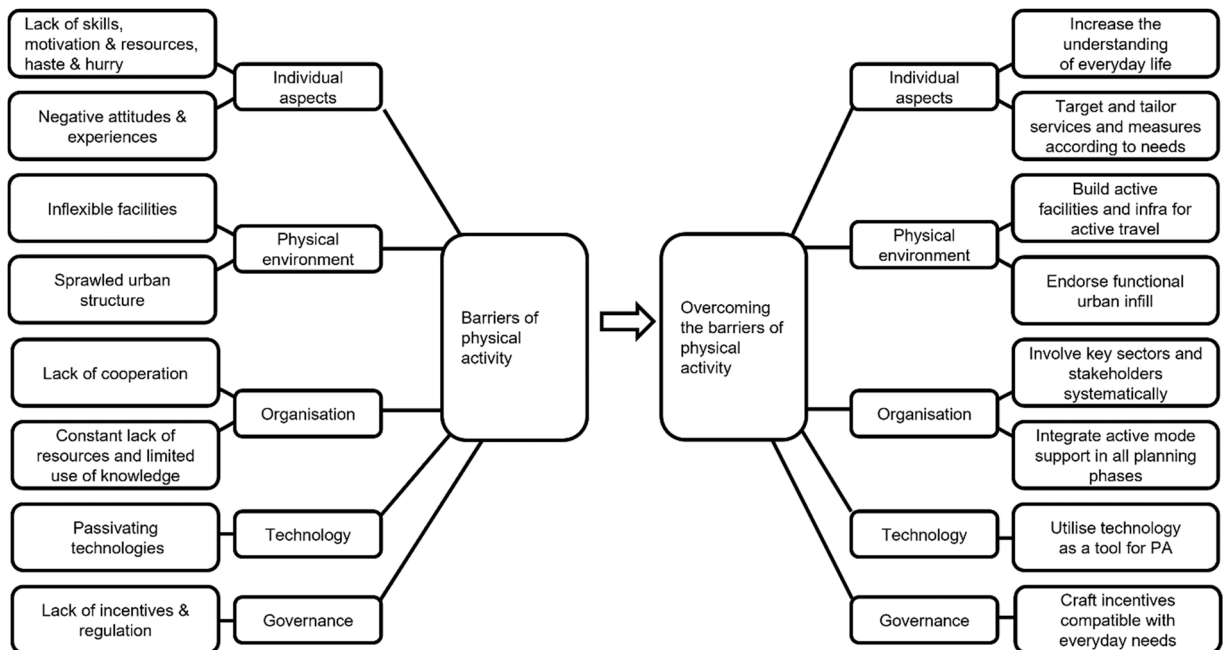 Lack of skills,
motivation & resources,
haste & hurry
Negative attitudes &
experiences
Individual
aspects
Inflexible facilities
Sprawled urban
structure
Physical
environment
Lack of cooperation
Constant lack of
resources and limited
use of knowledge
Organisation
Passivating
technologies
Technology
Lack of incentives &
regulation
Governance
Barriers of
physical
activity
Overcoming
the barriers of
physical
activity
Individual
aspects
Increase the
understanding
of everyday life
Target and tailor
services and measures
according to needs
Physical
environment
Build active
facilities and infra for
active travel
Endorse functional
urban infill
Organisation
Involve key sectors and
stakeholders
systematically
Integrate active mode
support in all planning
phases
Technology
Utilise technology
as a tool for PA
Governance
Craft incentives
compatible with
everyday needs